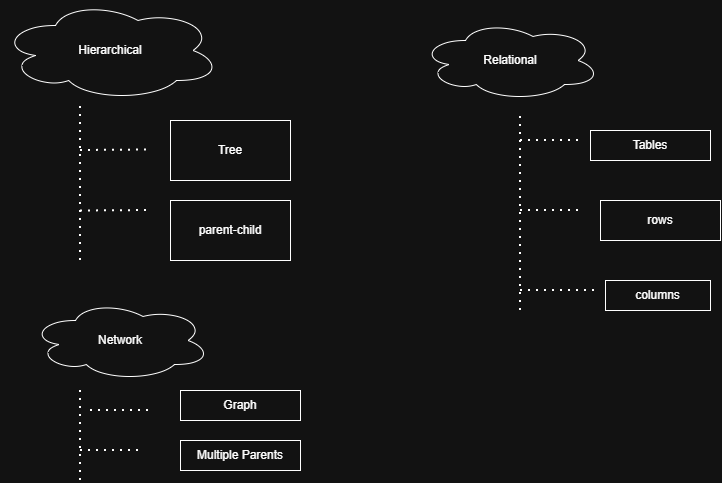 Hierarchical
Tree
parent-child
Network
Graph
Multiple Parents
Relational
Tables
rows
columns